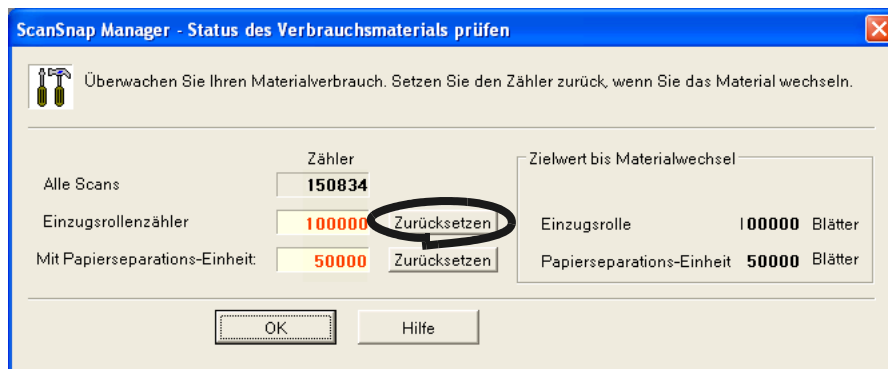 ScanSnap Manager - Status des Verbrauchsmaterials prüfen
Überwachen Sie Ihren Materialverbrauch. Setzen Sie den Zähler zurück, wenn Sie das Material wechseln.
Zähler
Alle Scans 150834
Einzugsrollenzähler 100000 Zurücksetzen
Mit Papierseparations-Einheit: 50000 Zurücksetzen
Zielwert bis Materialwechsel
Einzugsrolle 100000 Blätter
Papierseparations-Einheit 50000 Blätter
OK Hilfe